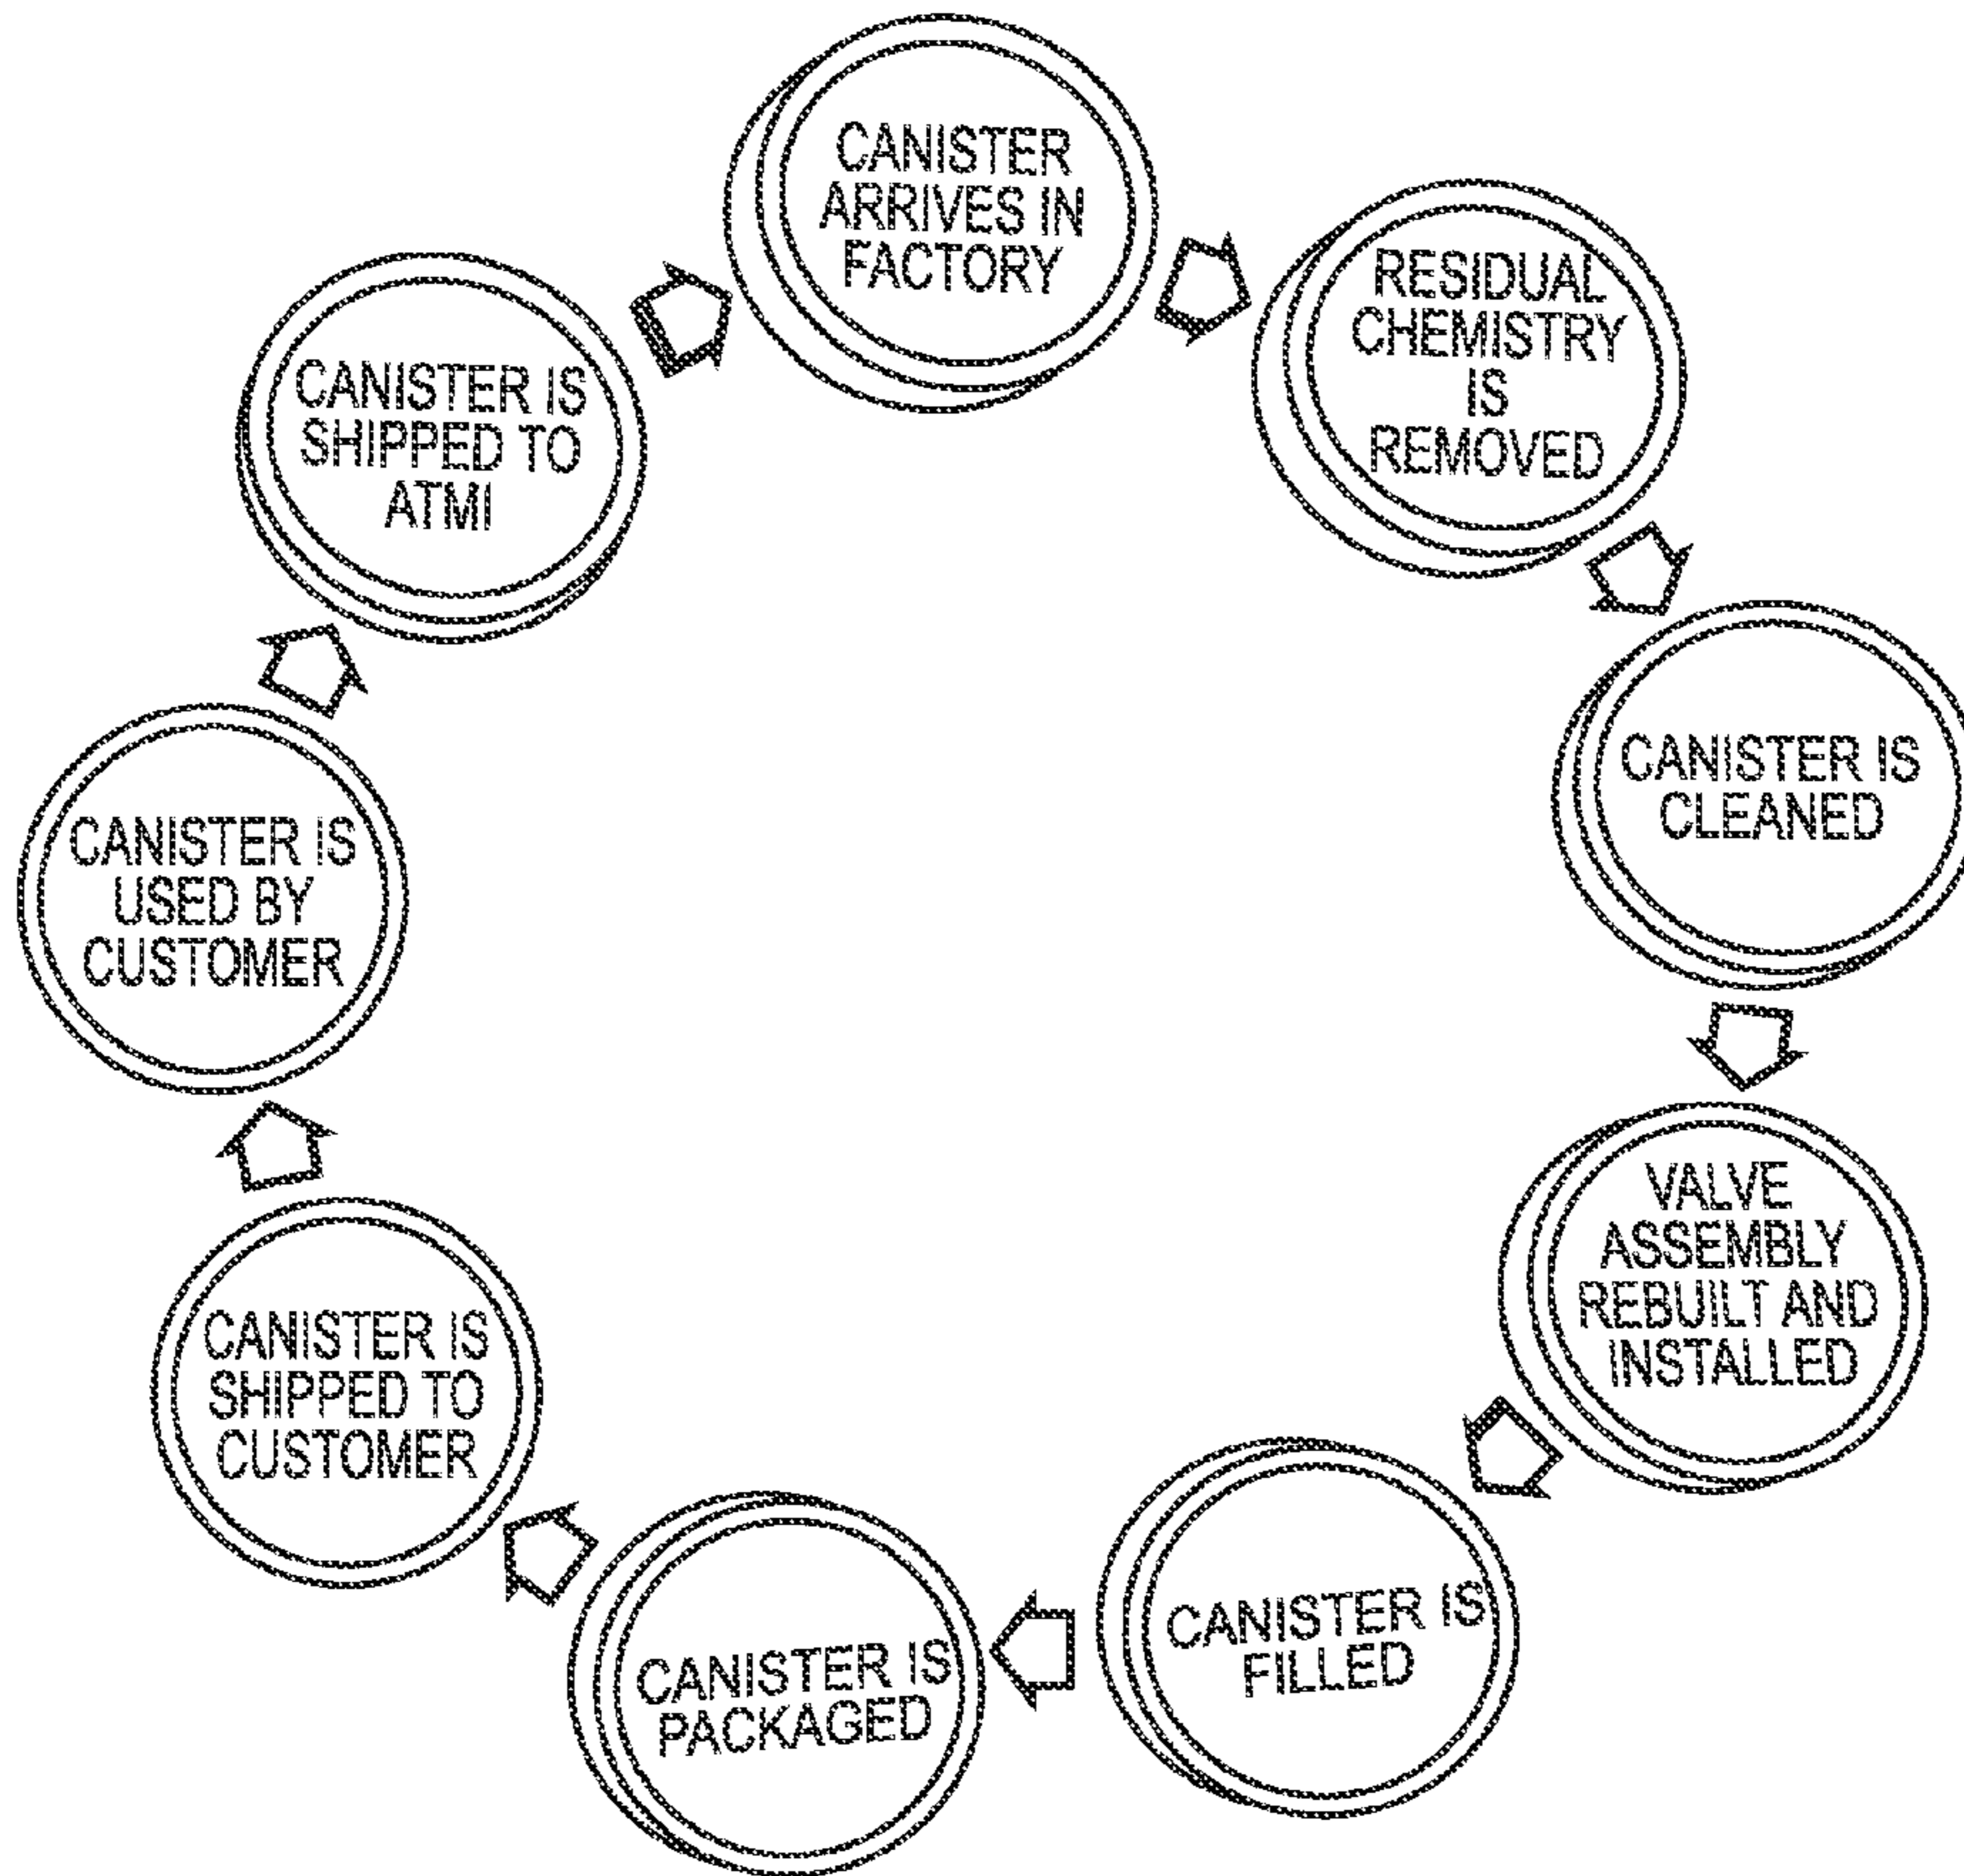 CANISTER
ARRIVES IN
FACTORY
RESIDUAL
CHEMISTRY
IS
REMOVED
CANISTER IS
CLEANED
VALVE
ASSEMBLY
REBUILT AND
INSTALLED
CANISTER IS
FILLED
CANISTER IS
PACKAGED
CANISTER IS
SHIPPED TO
CUSTOMER
CANISTER IS
USED BY
CUSTOMER
CANISTER IS
SHIPPED TO
ATMI